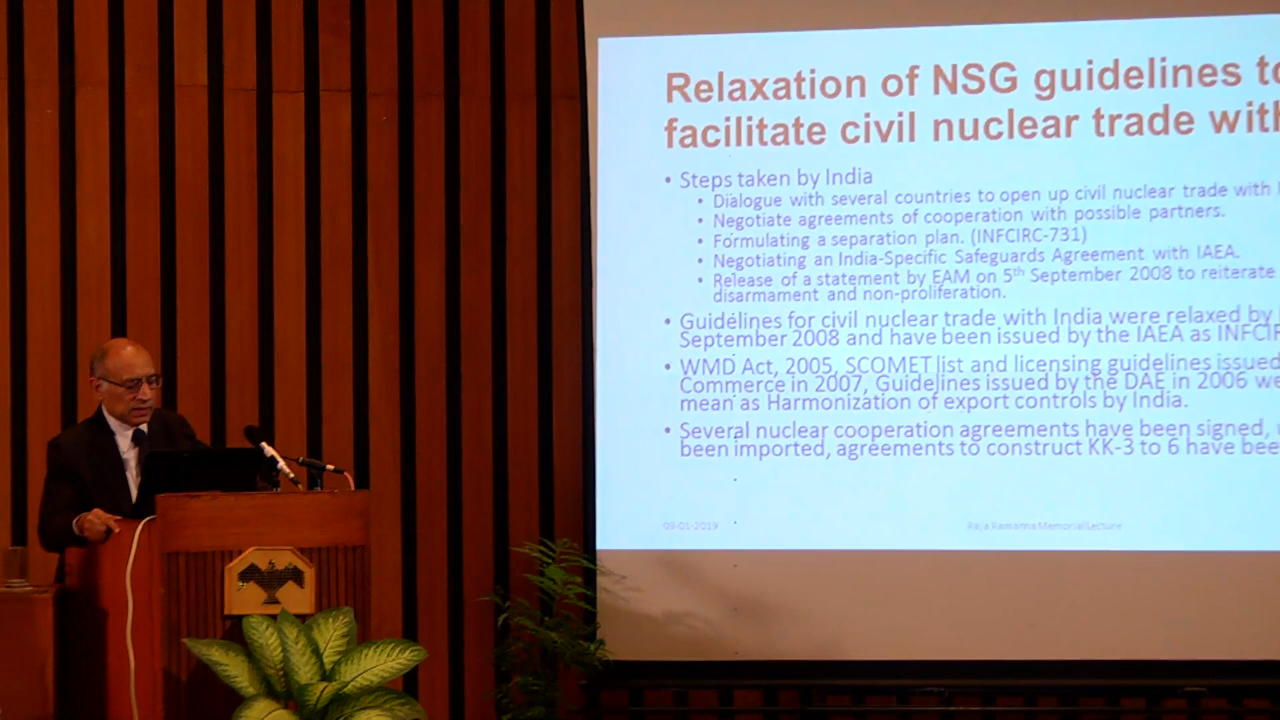 Relaxation of NSG guidelines to
facilitate civil nuclear trade with
• Steps taken by India
• Dialogue with several countries to open up civil nuclear trade with
• Negotiate agreements of cooperation with possible partners.
• Formulating a separation plan. (INFCIRC-731)
• Negotiating an India-Specific Safeguards Agreement with IAEA.
• Release of a statement by EAM on 5th September 2008 to reiterate
disarmament and non-proliferation.
• Guidelines for civil nuclear trade with India were relaxed by
September 2008 and have been issued by the IAEA as INFCIR
• WMD Act, 2005, SCOMET list and licensing guidelines issued
Commerce in 2007, Guidelines issued by the DAE in 2006 we
mean as Harmonization of export controls by India.
• Several nuclear cooperation agreements have been signed,
been imported, agreements to construct KK-3 to 6 have bee
09-01-2019
Raja Ramanna Memorial Lecture